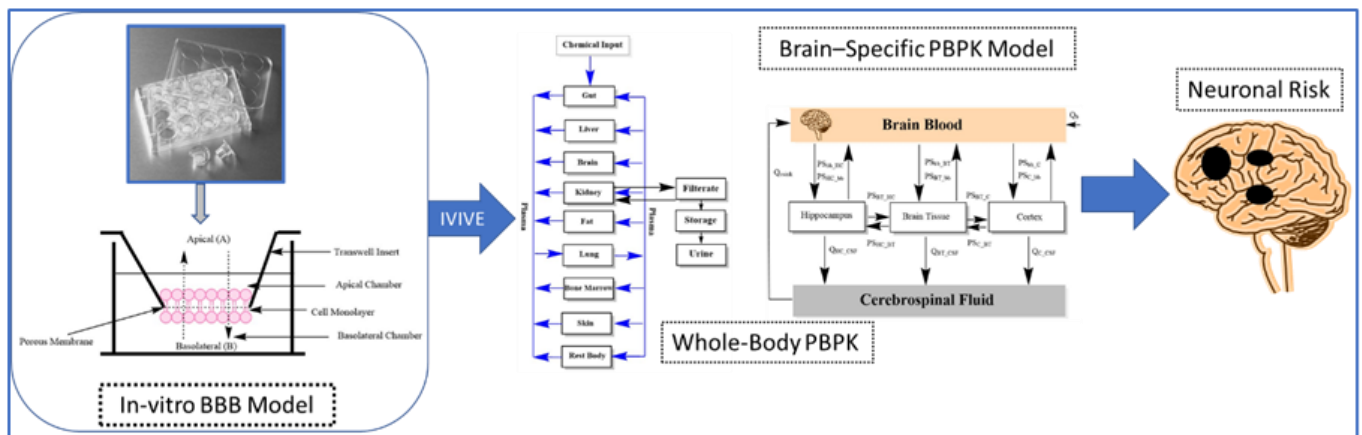 Apical (A)
Transwell Insert
Apical Chamber
Cell Monolayer
Basolateral Chamber
Porous Membrane
Basolateral (B)
In-vitro BBB Model
IVIVE
Chemical Input
Gut
Liver
Brain
Kidney
Fat
Lung
Bone Marrow
Skin
Rest Body
Plasma
Plasma
Filterate
Storage
Urine
Whole-Body PBPK
Brain–Specific PBPK Model
Brain Blood
Hippocampus
Brain Tissue
Cortex
Cerebrospinal Fluid
Neuronal Risk